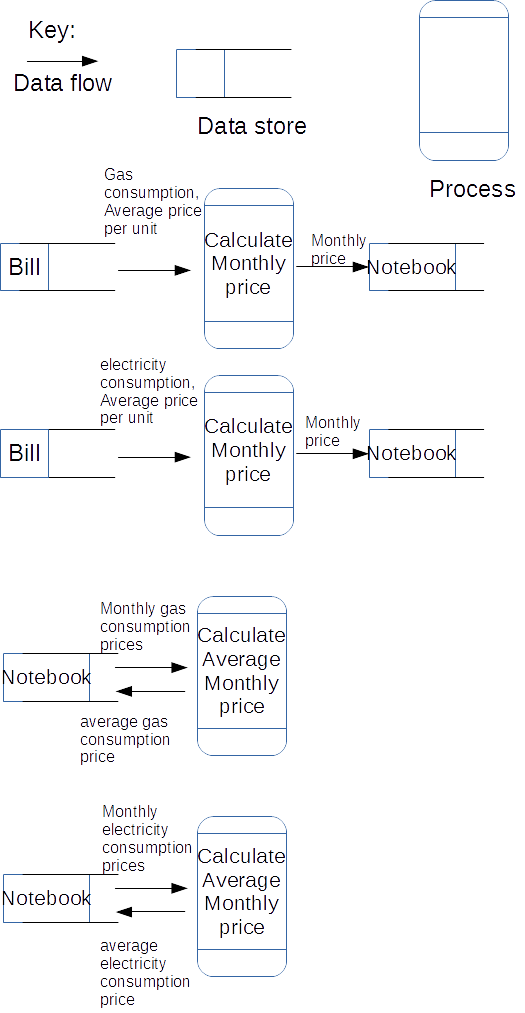 Key:
Data flow
Data store
Process
Gas
consumption,
Average price
per unit
Bill
Calculate
Monthly
price
Monthly
price
Notebook
electricity
consumption,
Average price
per unit
Bill
Calculate
Monthly
price
Monthly
price
Notebook
Monthly gas
consumption
prices
Notebook
Calculate
Average
Monthly
price
average gas
consumption
price
Monthly
electricity
consumption
prices
Notebook
Calculate
Average
Monthly
price
average
electricity
consumption
price